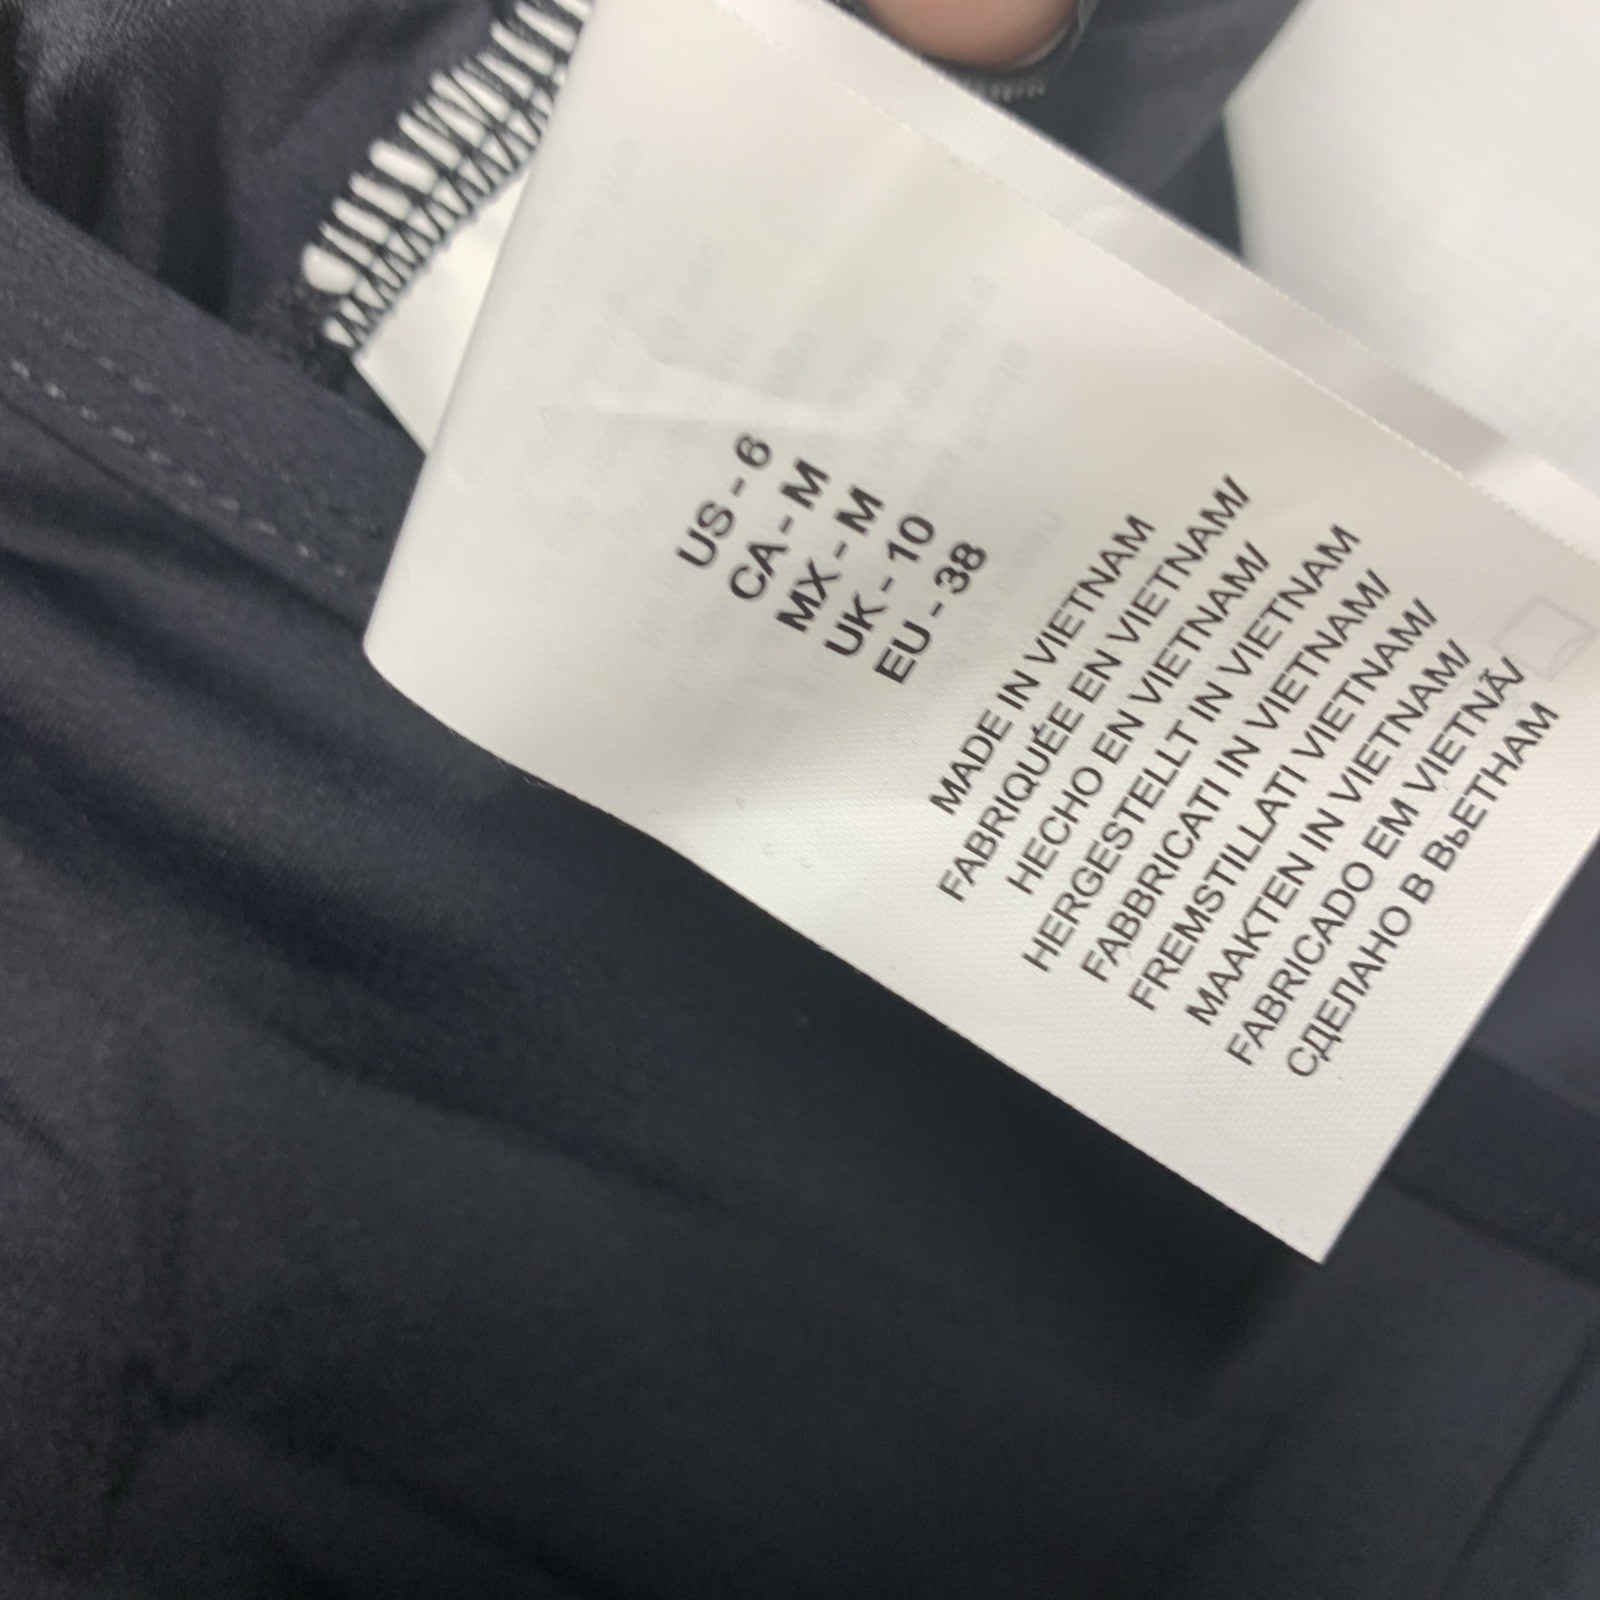 US - 6
CA - M
MX - M
UK - 10
EU - 38
MADE IN VIETNAM
FABRIQUÉE EN VIETNAM/
HECHO EN VIETNAM/
HERGESTELLT IN VIETNAM
FABBRICATI IN VIETNAM/
FREMSTILLATI VIETNAM/
MAAKTEN IN VIETNAM/
FABRICADO EM VIETNÃ/
СДЕЛАНО В ВЬЕТНАМ